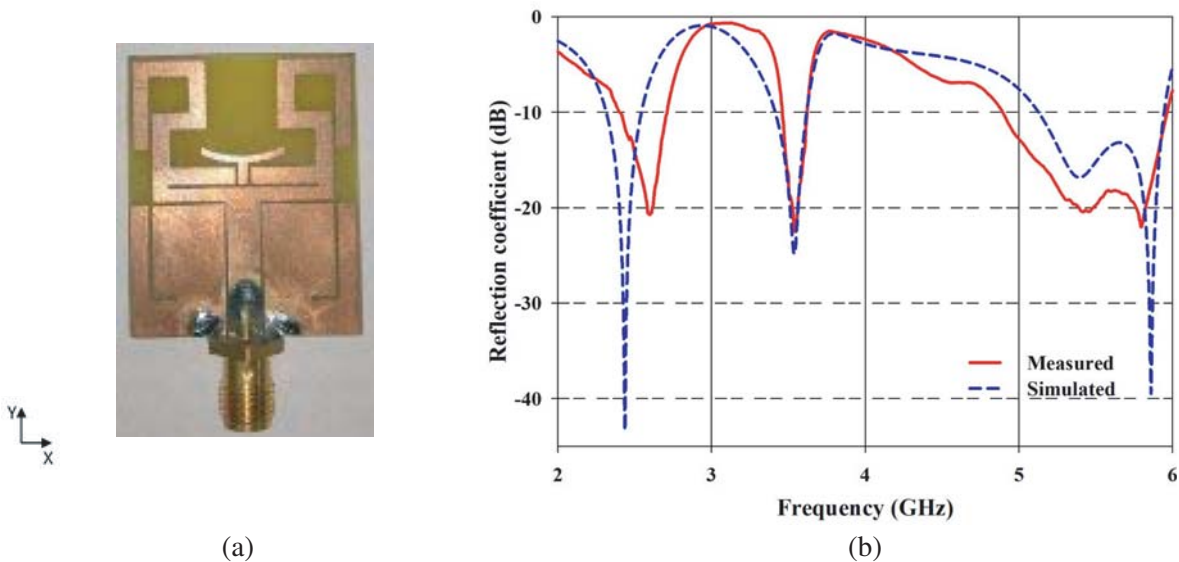 Y
X
(a)
0
-10
-20
-30
-40
Reflection coefficient (dB)
Measured
Simulated
2 3 4 5 6
Frequency (GHz)
(b)